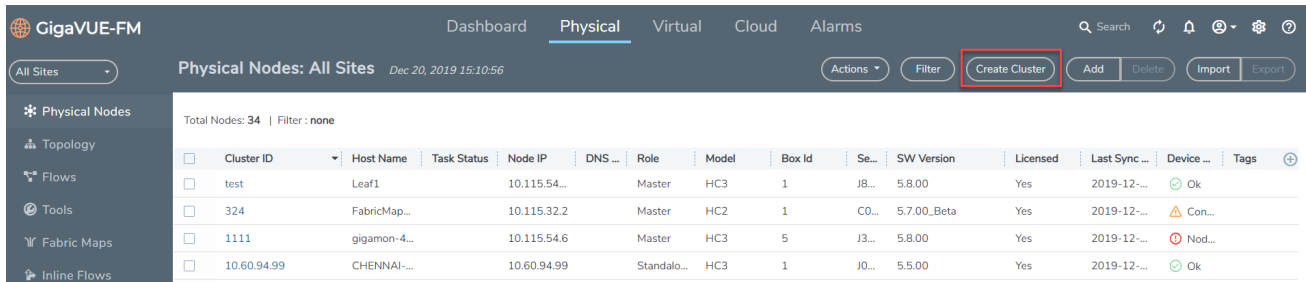 GigaVUE-FM Dashboard Physical Virtual Cloud Alarms Search
All Sites Physical Nodes: All Sites Dec 20, 2019 15:10:56 Actions Filter Create Cluster Add Delete Import Export
Physical Nodes
Total Nodes: 34 | Filter : none
Topology
Cluster ID Host Name Task Status Node IP DNS ... Role Model Box Id Se... SW Version Licensed Last Sync ... Device ... Tags
Flows
test Leaf1 10.115.54... Master HC3 1 J8... 5.8.00 Yes 2019-12-... Ok
Tools
324 FabricMap... 10.115.32.2 Master HC2 1 C0... 5.7.00_Beta Yes 2019-12-... Con...
Fabric Maps
1111 gigamon-4... 10.115.54.6 Master HC3 5 J3... 5.8.00 Yes 2019-12-... Nod...
Inline Flows
10.60.94.99 CHENNAI-... 10.60.94.99 Standalo... HC3 1 J0... 5.5.00 Yes 2019-12-... Ok